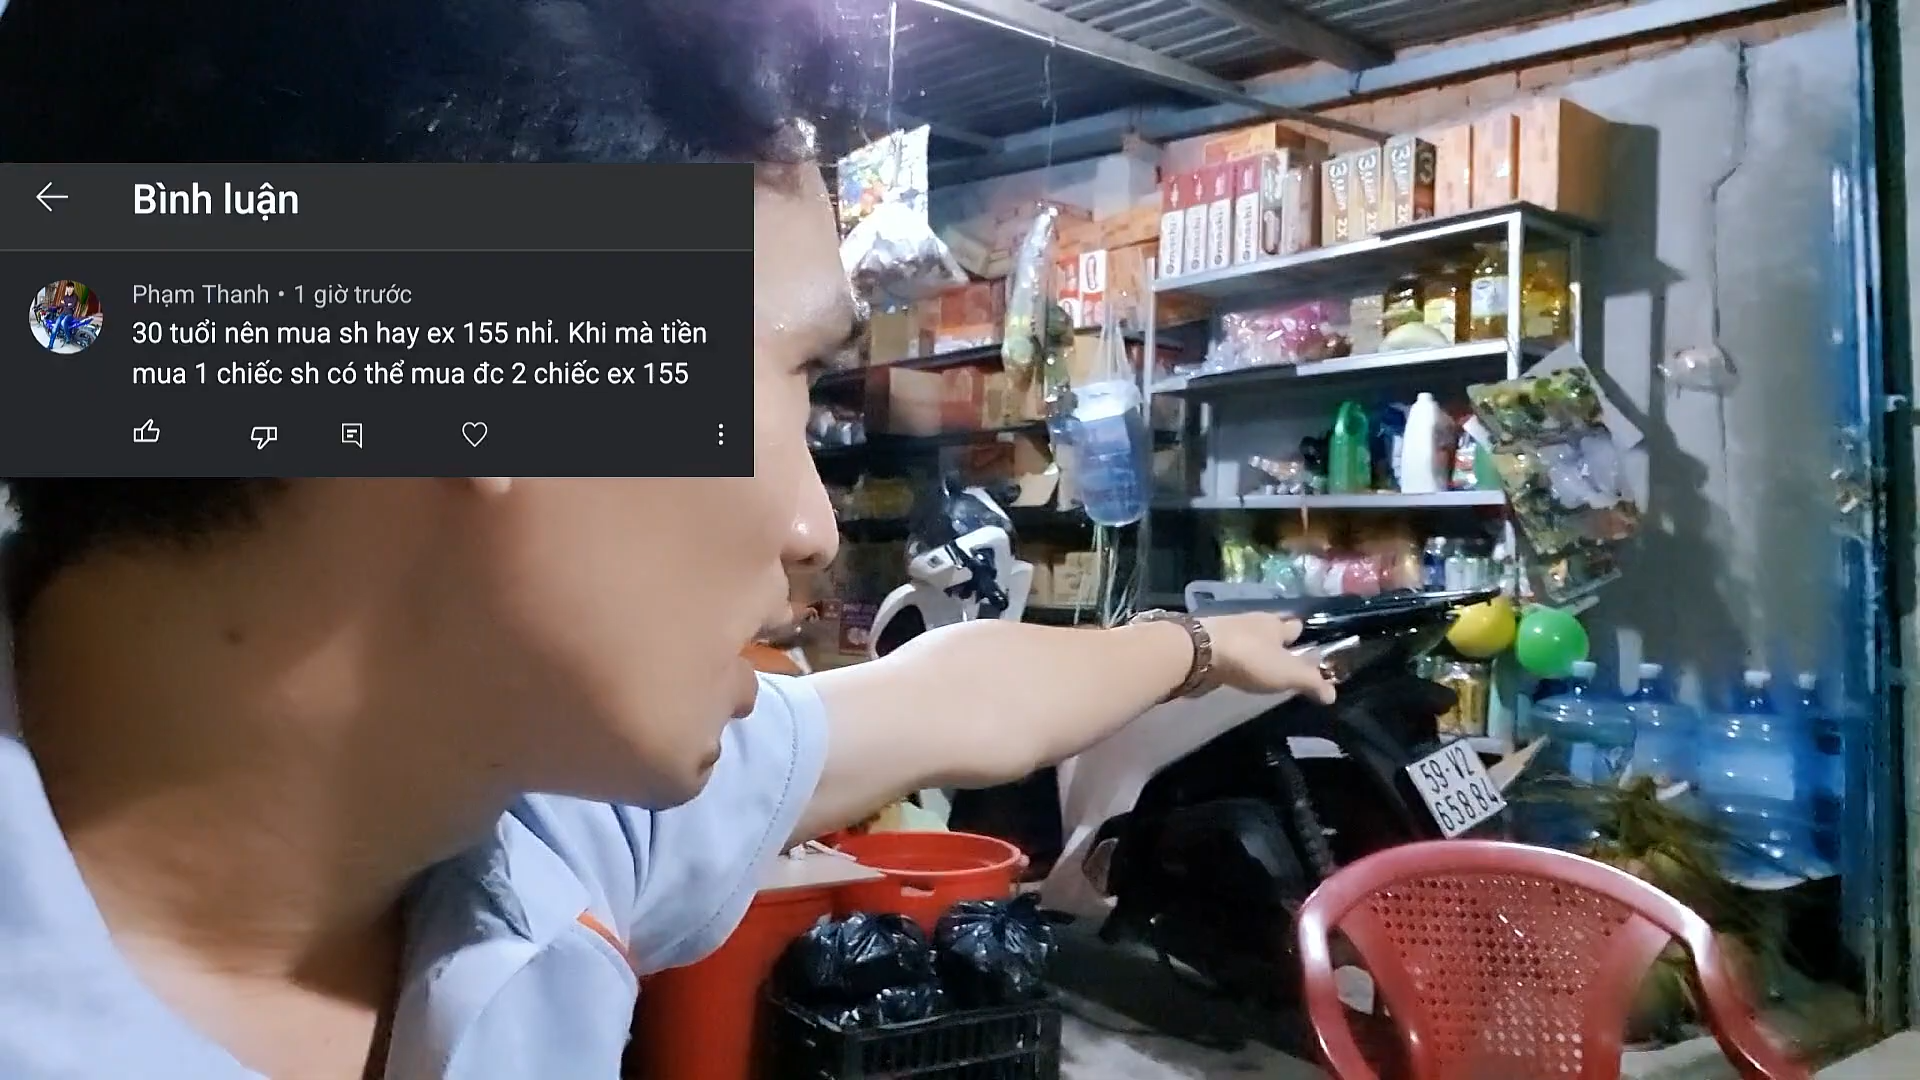 Bình luận
Phạm Thanh • 1 giờ trước
30 tuổi nên mua sh hay ex 155 nhỉ. Khi mà tiền
mua 1 chiếc sh có thể mua đc 2 chiếc ex 155
59-V2
658.84